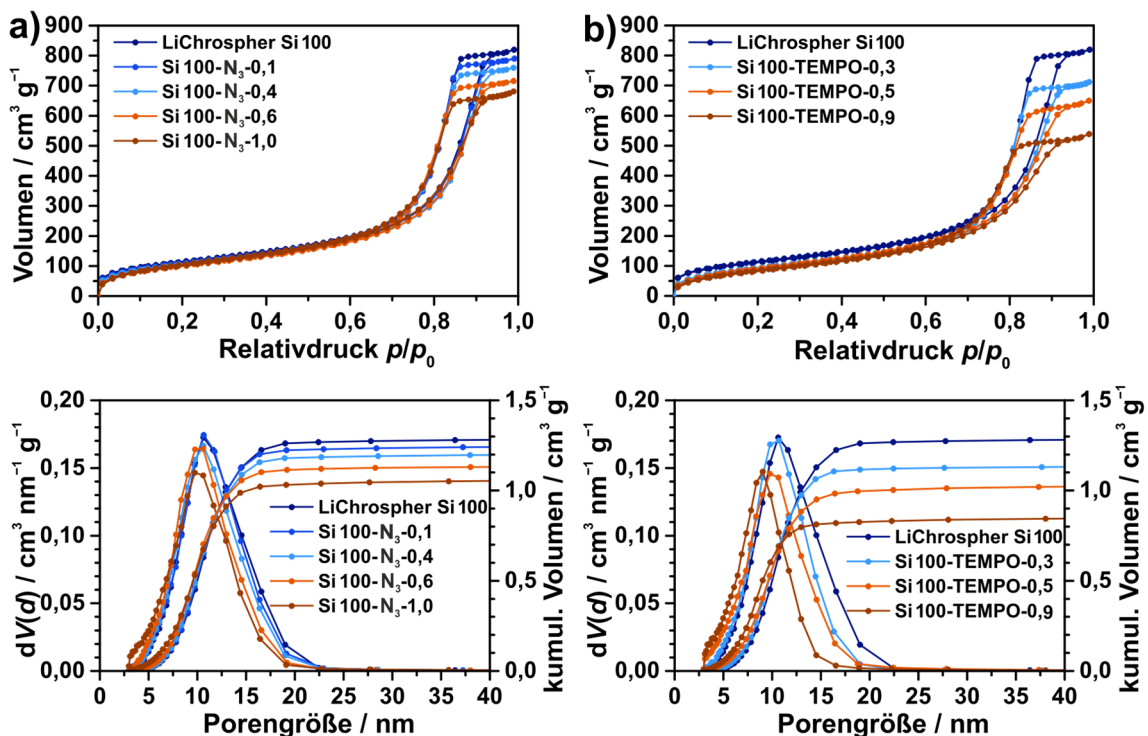 a)
Volumen / cm³ g⁻¹
900
800
700
600
500
400
300
200
100
0
LiChrospher Si 100
Si 100-N₃-0,1
Si 100-N₃-0,4
Si 100-N₃-0,6
Si 100-N₃-1,0
0,0 0,2 0,4 0,6 0,8 1,0
Relativdruck p/p₀
b)
Volumen / cm³ g⁻¹
900
800
700
600
500
400
300
200
100
0
LiChrospher Si 100
Si 100-TEMPO-0,3
Si 100-TEMPO-0,5
Si 100-TEMPO-0,9
0,0 0,2 0,4 0,6 0,8 1,0
Relativdruck p/p₀
dV(d) / cm³ nm⁻¹ g⁻¹
0,20
0,15
0,10
0,05
0,00
LiChrospher Si 100
Si 100-N₃-0,1
Si 100-N₃-0,4
Si 100-N₃-0,6
Si 100-N₃-1,0
1,5
1,0
0,5
0,0
kumul. Volumen / cm³ g⁻¹
0 5 10 15 20 25 30 35 40
Porengröße / nm
dV(d) / cm³ nm⁻¹ g⁻¹
0,20
0,15
0,10
0,05
0,00
LiChrospher Si 100
Si 100-TEMPO-0,3
Si 100-TEMPO-0,5
Si 100-TEMPO-0,9
1,5
1,0
0,5
0,0
kumul. Volumen / cm³ g⁻¹
0 5 10 15 20 25 30 35 40
Porengröße / nm